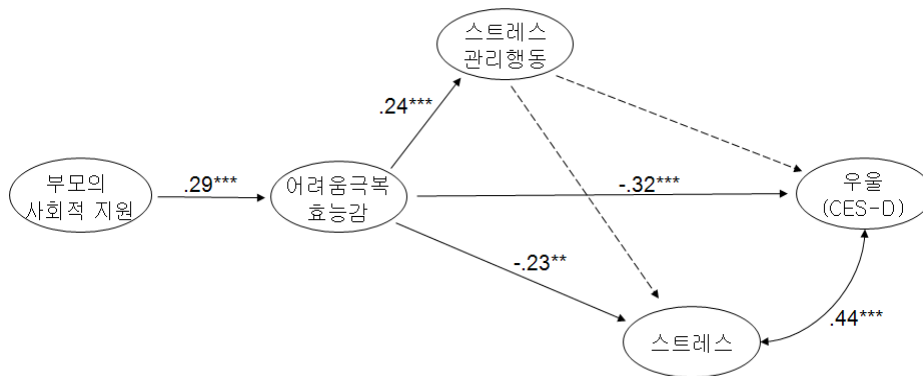 스트레스
관리행동
.24***
부모의
사회적 지원
.29***
어려움극복
효능감
-.32***
우울
(CES-D)
-.23**
스트레스
.44***